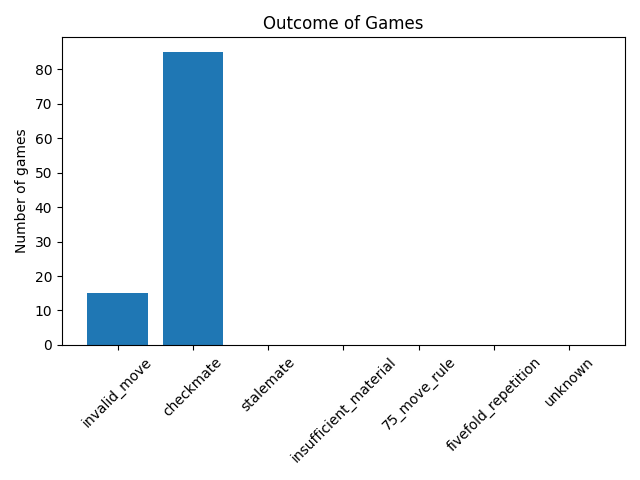 Outcome of Games
Number of games
80
70
60
50
40
30
20
10
0
invalid_move
checkmate
stalemate
insufficient_material
75_move_rule
fivefold_repetition
unknown